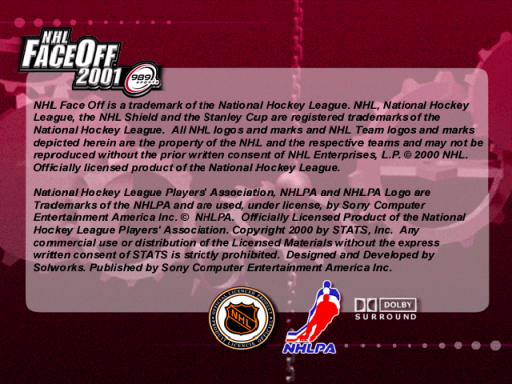 NHL
FACEOFF
2001
989
SPORTS
NHL Face Off is a trademark of the National Hockey League. NHL, National Hockey
League, the NHL Shield and the Stanley Cup are registered trademarks of the
National Hockey League. All NHL logos and marks and NHL Team logos and marks
depicted herein are the property of the NHL and the respective teams and may not be
reproduced without the prior written consent of NHL Enterprises, L.P. © 2000 NHL.
Officially licensed product of the National Hockey League.
National Hockey League Players' Association, NHLPA and NHLPA Logo are
Trademarks of the NHLPA and are used, under license, by Sony Computer
Entertainment America Inc. © NHLPA. Officially Licensed Product of the National
Hockey League Players' Association. Copyright 2000 by STATS, Inc. Any
commercial use or distribution of the Licensed Materials without the express
written consent of STATS is strictly prohibited. Designed and Developed by
Solworks. Published by Sony Computer Entertainment America Inc.
NHL
NHLPA
DOLBY
SURROUND